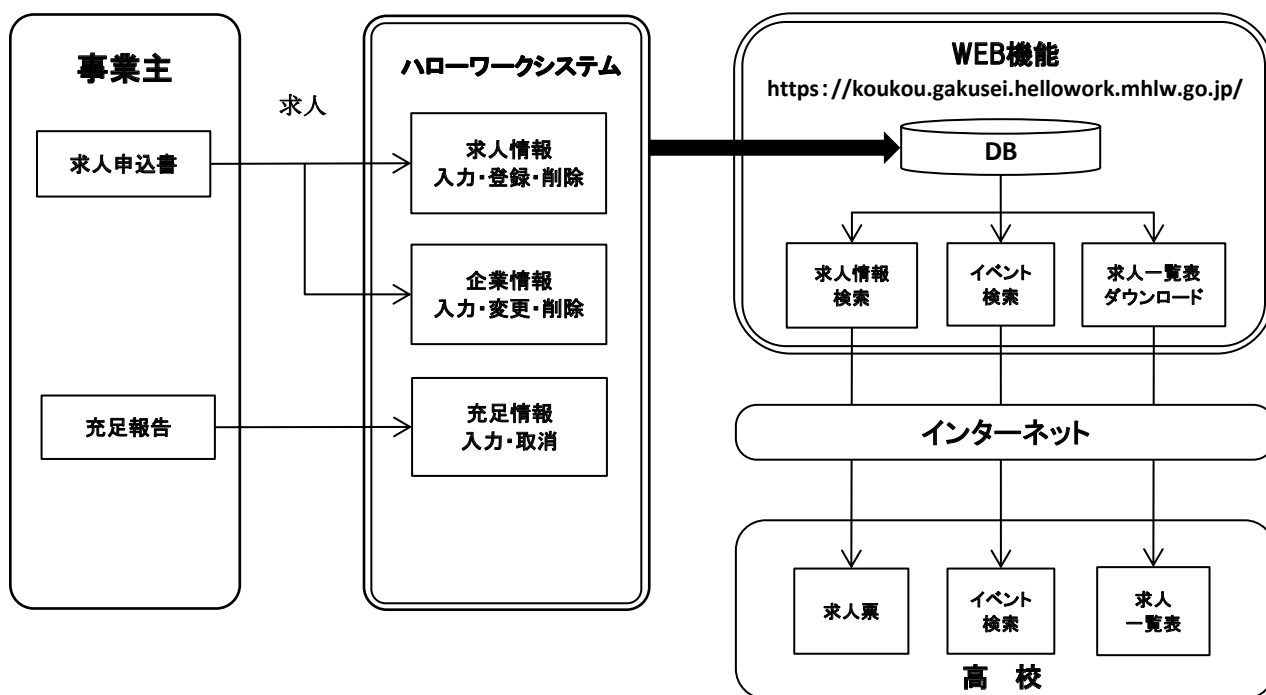 事業主
求人申込書
充足報告
求人
ハローワークシステム
求人情報
入力・登録・削除
企業情報
入力・変更・削除
充足情報
入力・取消
WEB機能
https://koukou.gakusei.hellowork.mhlw.go.jp/
DB
求人情報
検索
イベント
検索
求人一覧表
ダウンロード
インターネット
求人票
イベント
検索
求人
一覧表
高 校